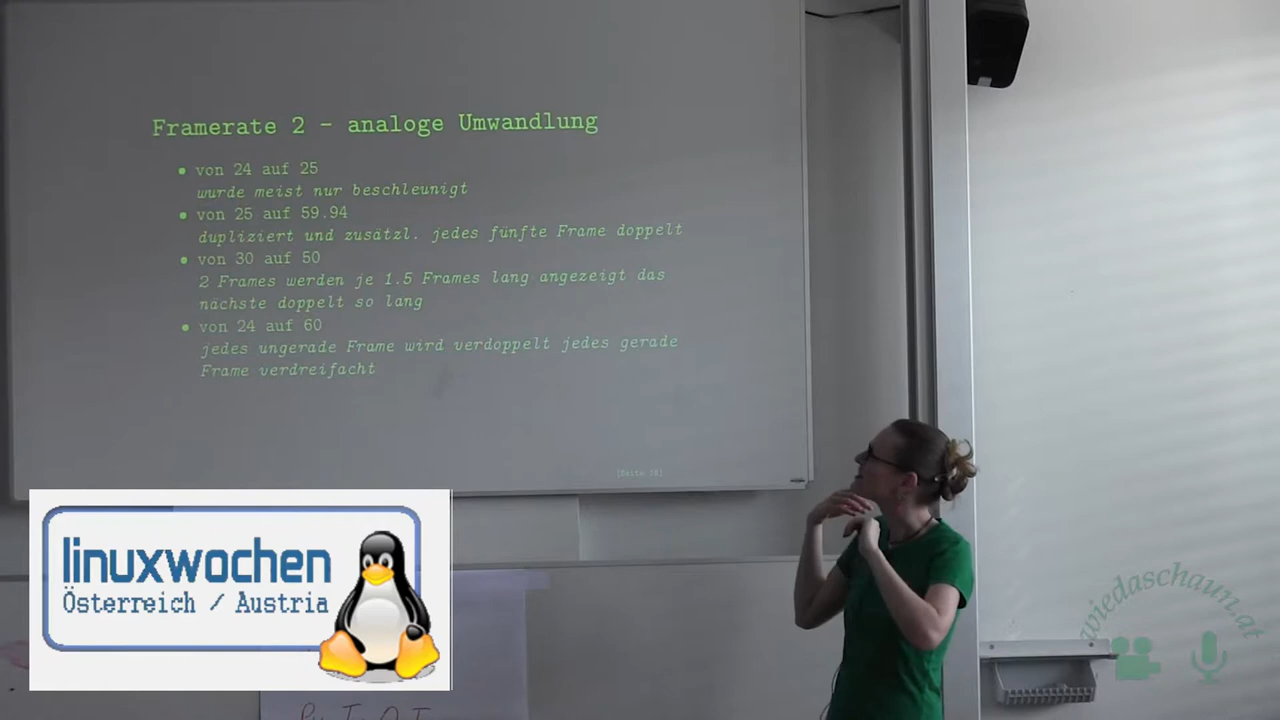 Framerate 2 - analoge Umwandlung
• von 24 auf 25
wurde meist nur beschleunigt
• von 25 auf 59.94
dupliziert und zusätzl. jedes fünfte Frame doppelt
• von 30 auf 50
2 Frames werden je 1.5 Frames lang angezeigt das
nächste doppelt so lang
• von 24 auf 60
jedes ungerade Frame wird verdoppelt jedes gerade
Frame verdreifacht
linuxwochen
Österreich / Austria
wiedaschaun.at